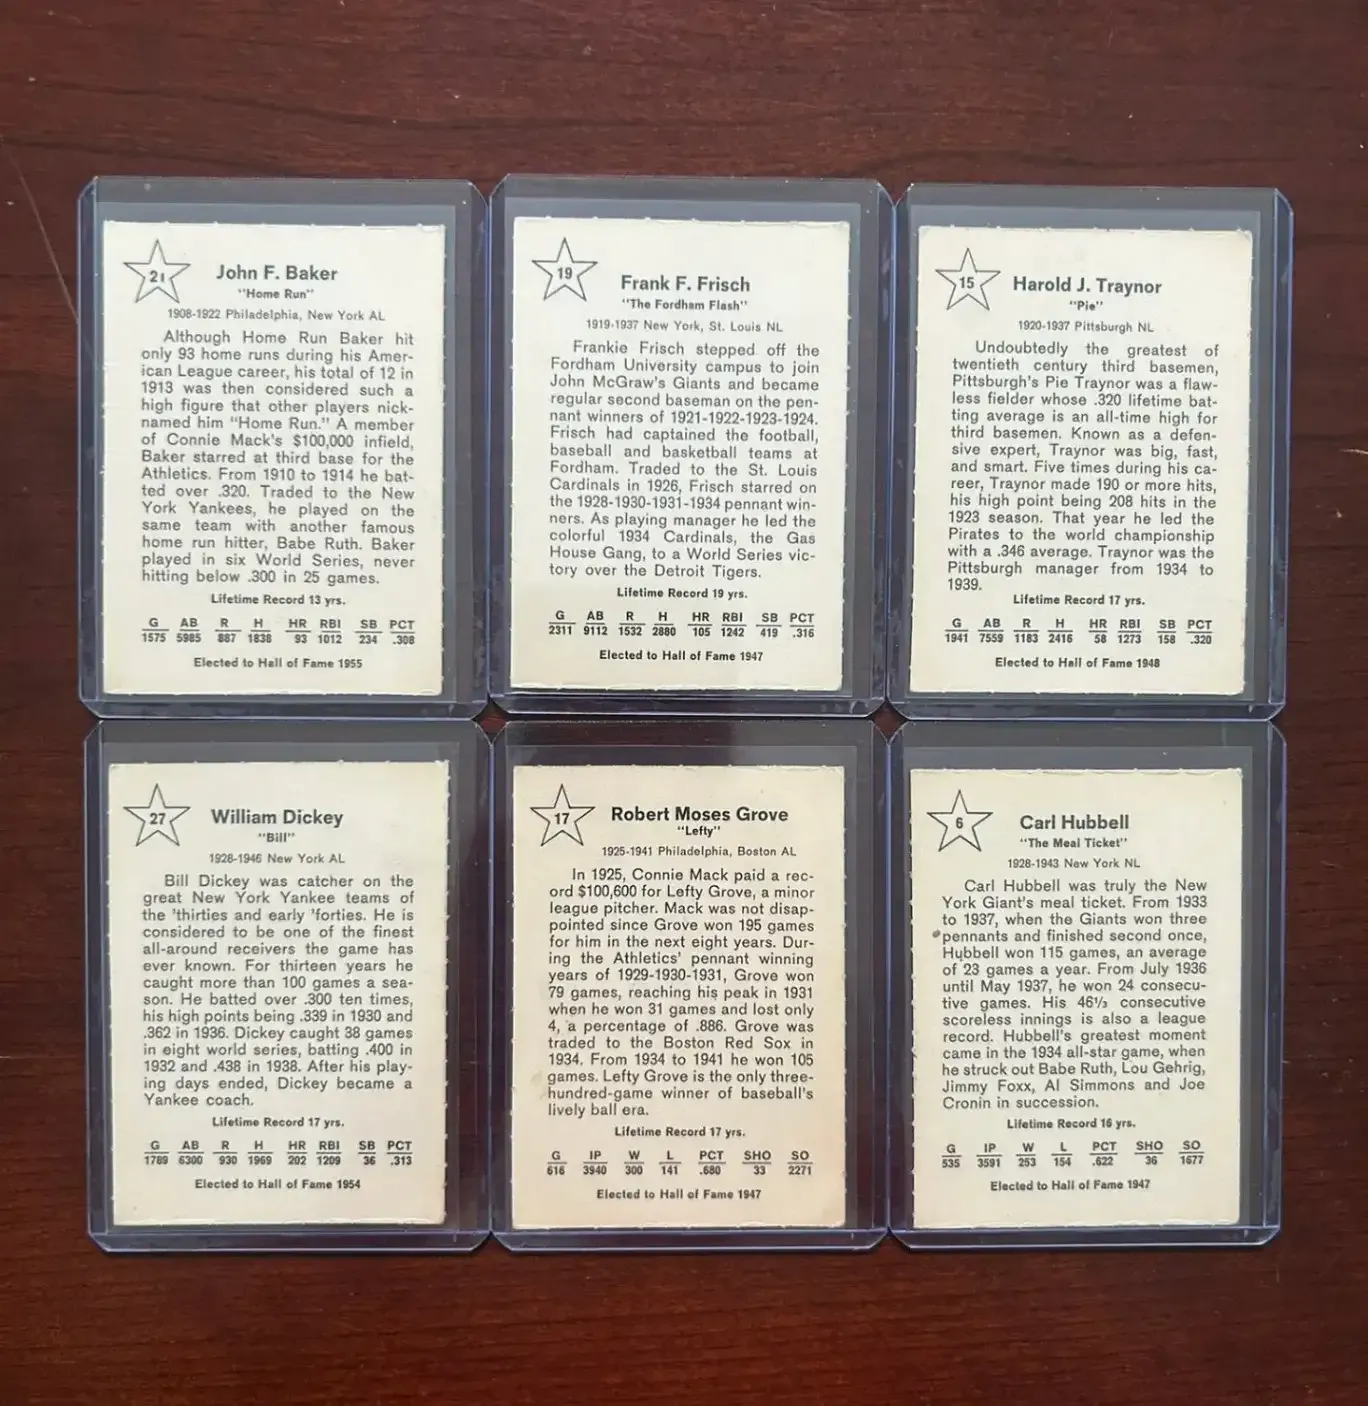 21
John F. Baker
"Home Run"
1908-1922 Philadelphia, New York AL
Although Home Run Baker hit
only 93 home runs during his Amer-
ican League career, his total of 12 in
1913 was then considered such a
high figure that other players nick-
named him "Home Run." A member
of Connie Mack's $100,000 infield,
Baker starred at third base for the
Athletics. From 1910 to 1914 he bat-
ted over .320. Traded to the New
York Yankees, he played on the
same team with another famous
home run hitter, Babe Ruth. Baker
played in six World Series, never
hitting below .300 in 25 games.
Lifetime Record 13 yrs.
G AB R H HR RBI SB PCT
1575 5985 887 1838 93 1012 234 .308
Elected to Hall of Fame 1955
19
Frank F. Frisch
"The Fordham Flash"
1919-1937 New York, St. Louis NL
Frankie Frisch stepped off the
Fordham University campus to join
John McGraw's Giants and became
regular second baseman on the pen-
nant winners of 1921-1922-1923-1924.
Frisch had captained the football,
baseball and basketball teams at
Fordham. Traded to the St. Louis
Cardinals in 1926, Frisch starred on
the 1928-1930-1931-1934 pennant win-
ners. As playing manager he led the
colorful 1934 Cardinals, the Gas
House Gang, to a World Series vic-
tory over the Detroit Tigers.
Lifetime Record 19 yrs.
G AB R H HR RBI SB PCT
2311 9112 1532 2880 105 1242 419 .316
Elected to Hall of Fame 1947
15
Harold J. Traynor
"Pie"
1920-1937 Pittsburgh NL
Undoubtedly the greatest of
twentieth century third basemen,
Pittsburgh's Pie Traynor was a flaw-
less fielder whose .320 lifetime bat-
ting average is an all-time high for
third basemen. Known as a defen-
sive expert, Traynor was big, fast,
and smart. Five times during his ca-
reer, Traynor made 190 or more hits,
his high point being 208 hits in the
1923 season. That year he led the
Pirates to the world championship
with a .346 average. Traynor was the
Pittsburgh manager from 1934 to
1939.
Lifetime Record 17 yrs.
G AB R H HR RBI SB PCT
1941 7559 1183 2416 58 1273 158 .320
Elected to Hall of Fame 1948
27
William Dickey
"Bill"
1928-1946 New York AL
Bill Dickey was catcher on the
great New York Yankee teams of
the 'thirties and early 'forties. He is
considered to be one of the finest
all-around receivers the game has
ever known. For thirteen years he
caught more than 100 games a sea-
son. He batted over .300 ten times,
his high points being .339 in 1930 and
.362 in 1936. Dickey caught 38 games
in eight world series, batting .400 in
1932 and .438 in 1938. After his play-
ing days ended, Dickey became a
Yankee coach.
Lifetime Record 17 yrs.
G AB R H HR RBI SB PCT
1789 6300 930 1969 202 1209 36 .313
Elected to Hall of Fame 1954
17
Robert Moses Grove
"Lefty"
1925-1941 Philadelphia, Boston AL
In 1925, Connie Mack paid a rec-
ord $100,600 for Lefty Grove, a minor
league pitcher. Mack was not disap-
pointed since Grove won 195 games
for him in the next eight years. Dur-
ing the Athletics' pennant winning
years of 1929-1930-1931, Grove won
79 games, reaching his peak in 1931
when he won 31 games and lost only
4, a percentage of .886. Grove was
traded to the Boston Red Sox in
1934. From 1934 to 1941 he won 105
games. Lefty Grove is the only three-
hundred-game winner of baseball's
lively ball era.
Lifetime Record 17 yrs.
G IP W L PCT SHO SO
616 3940 300 141 .680 33 2271
Elected to Hall of Fame 1947
6
Carl Hubbell
"The Meal Ticket"
1928-1943 New York NL
Carl Hubbell was truly the New
York Giant's meal ticket. From 1933
to 1937, when the Giants won three
pennants and finished second once,
Hubbell won 115 games, an average
of 23 games a year. From July 1936
until May 1937, he won 24 consecu-
tive games. His 46⅓ consecutive
scoreless innings is also a league
record. Hubbell's greatest moment
came in the 1934 all-star game, when
he struck out Babe Ruth, Lou Gehrig,
Jimmy Foxx, Al Simmons and Joe
Cronin in succession.
Lifetime Record 16 yrs.
G IP W L PCT SHO SO
535 3591 253 154 .622 36 1677
Elected to Hall of Fame 1947